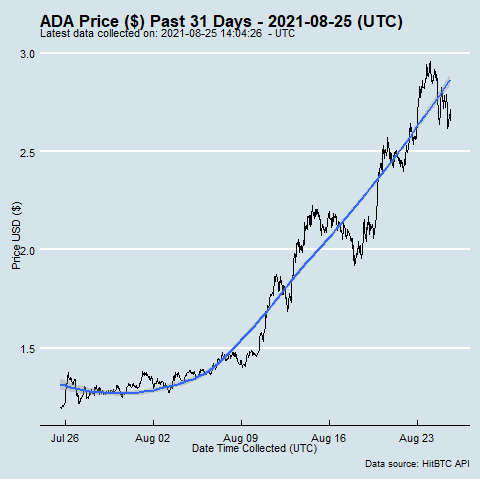 ADA Price ($) Past 31 Days - 2021-08-25 (UTC)
Latest data collected on: 2021-08-25 14:04:26 - UTC
3.0
2.5
2.0
1.5
Price USD ($)
Jul 26 Aug 02 Aug 09 Aug 16 Aug 23
Date Time Collected (UTC)
Data source: HitBTC API